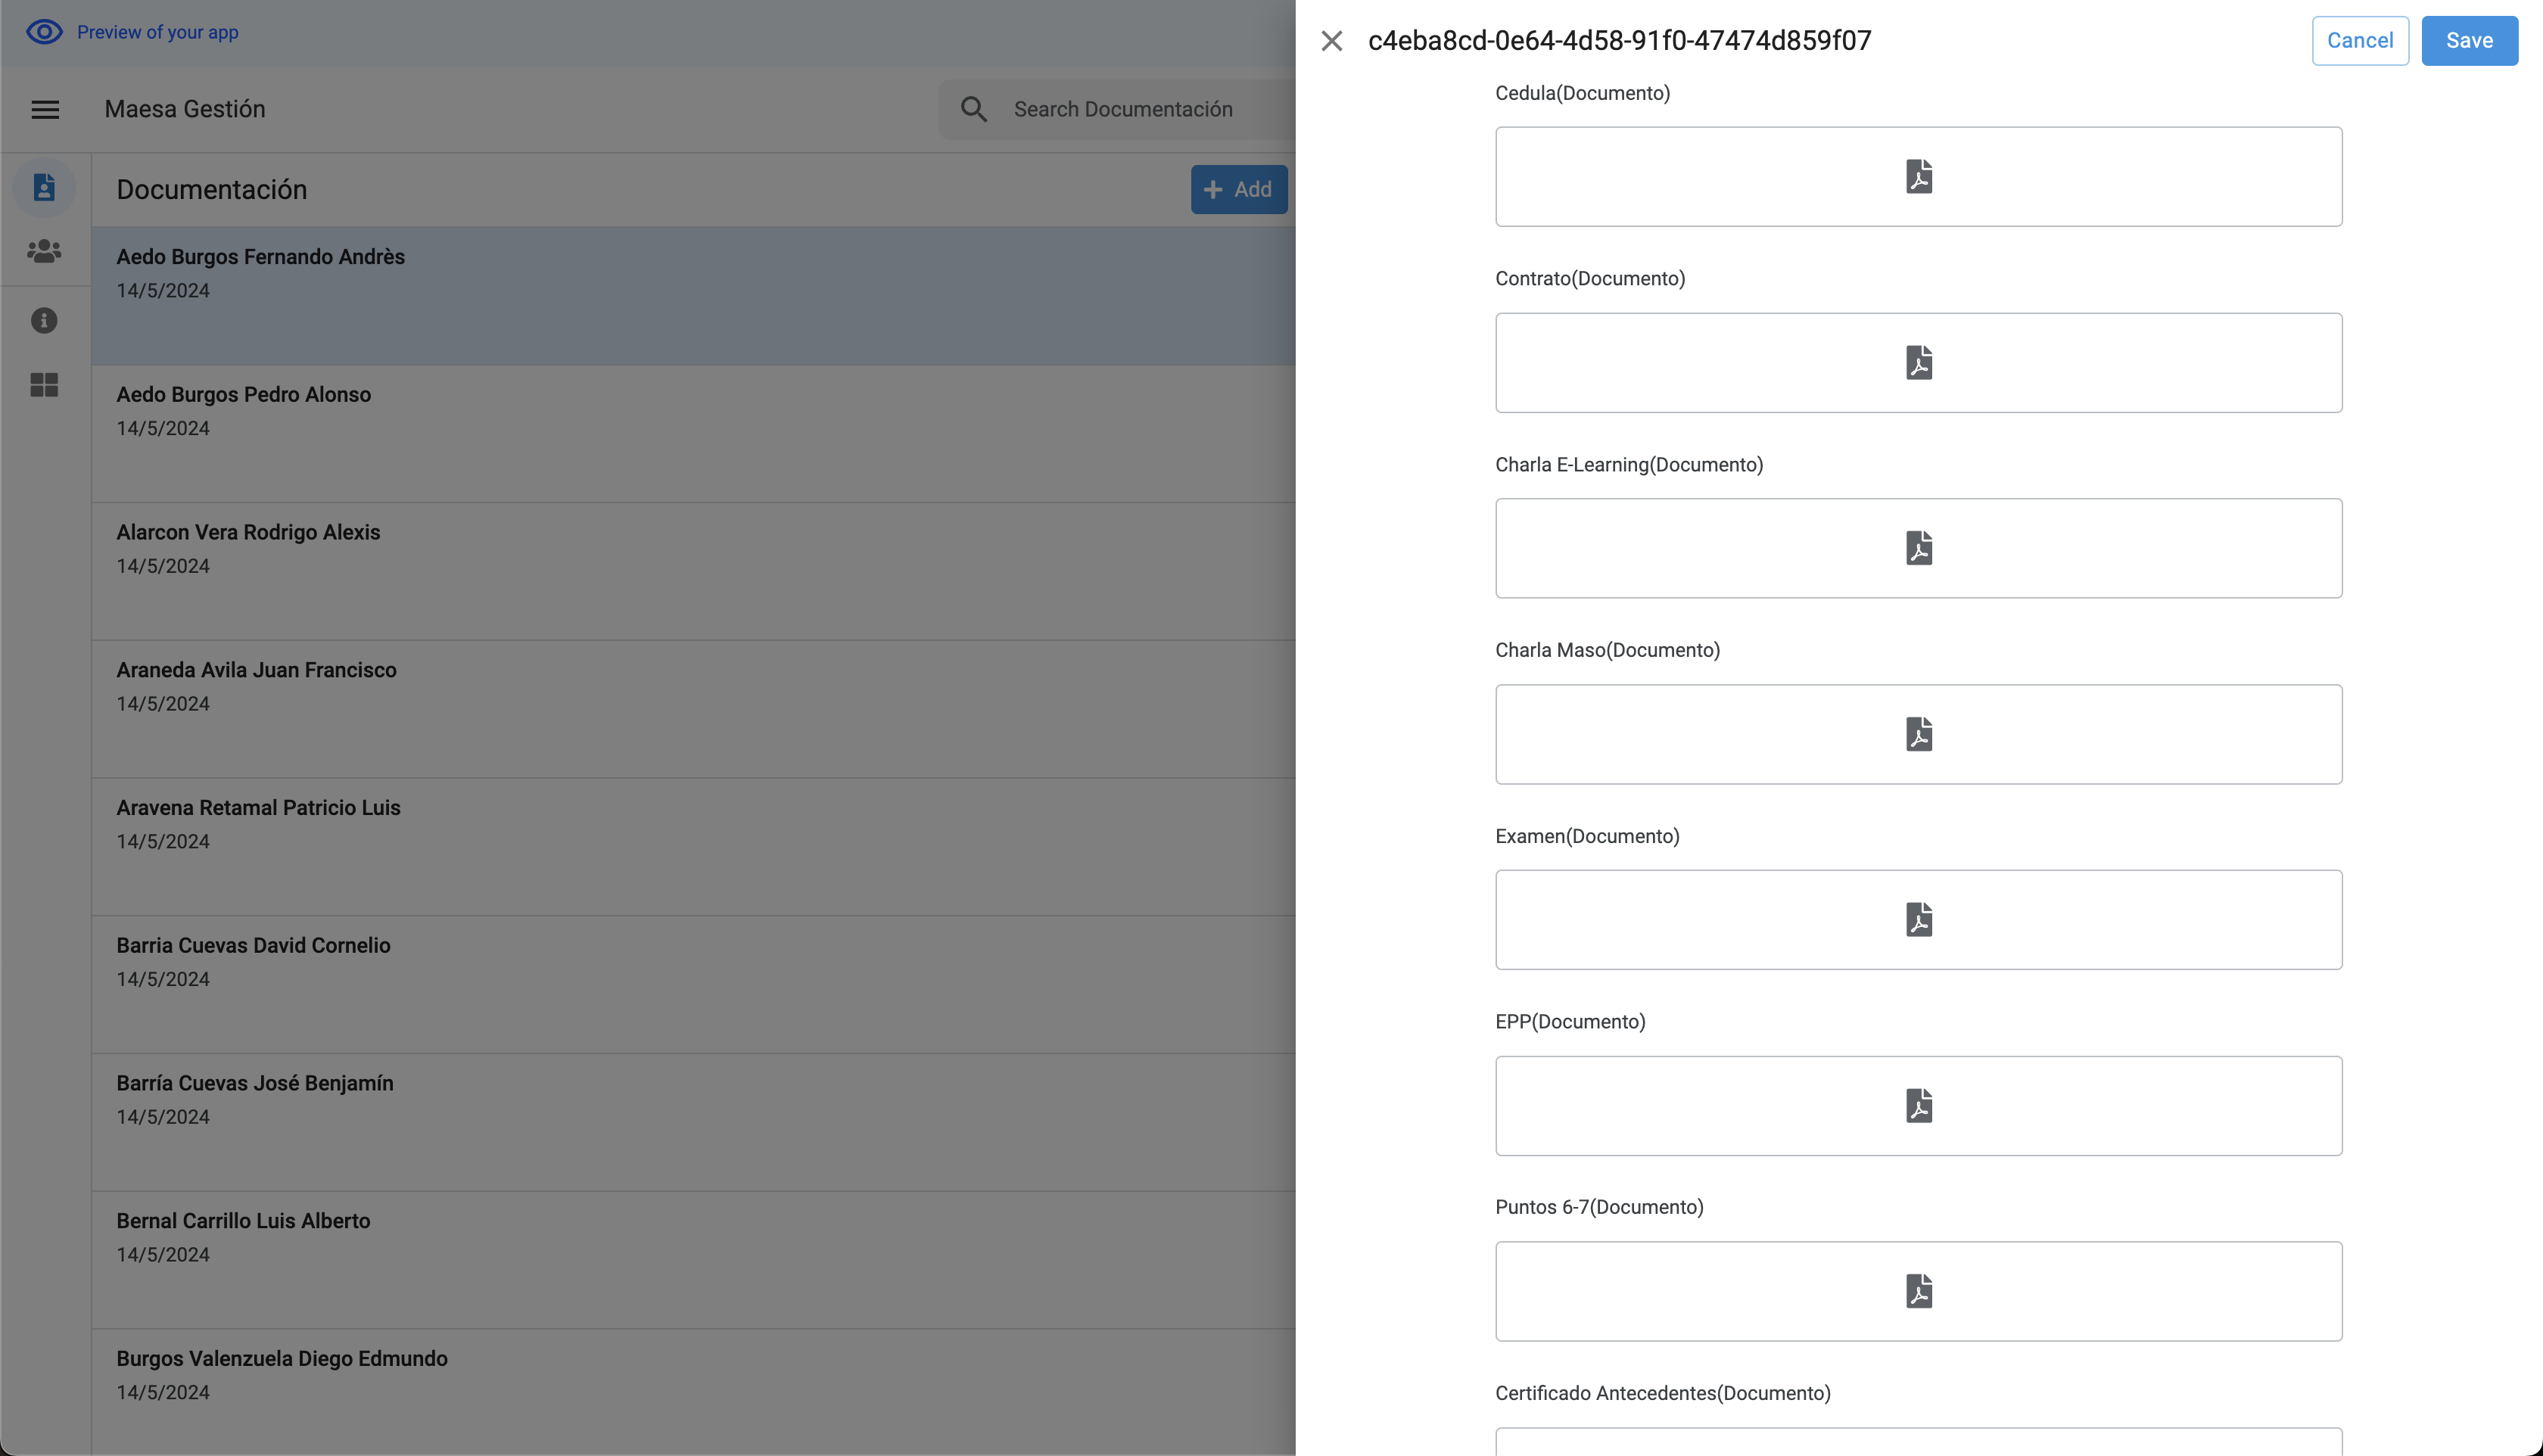 Preview of your app
Maesa Gestión
Search Documentación
Documentación
Add
Aedo Burgos Fernando Andrès
14/5/2024
Aedo Burgos Pedro Alonso
14/5/2024
Alarcon Vera Rodrigo Alexis
14/5/2024
Araneda Avila Juan Francisco
14/5/2024
Aravena Retamal Patricio Luis
14/5/2024
Barria Cuevas David Cornelio
14/5/2024
Barría Cuevas José Benjamín
14/5/2024
Bernal Carrillo Luis Alberto
14/5/2024
Burgos Valenzuela Diego Edmundo
14/5/2024
c4eba8cd-0e64-4d58-91f0-47474d859f07
Cancel
Save
Cedula(Documento)
Contrato(Documento)
Charla E-Learning(Documento)
Charla Maso(Documento)
Examen(Documento)
EPP(Documento)
Puntos 6-7(Documento)
Certificado Antecedentes(Documento)